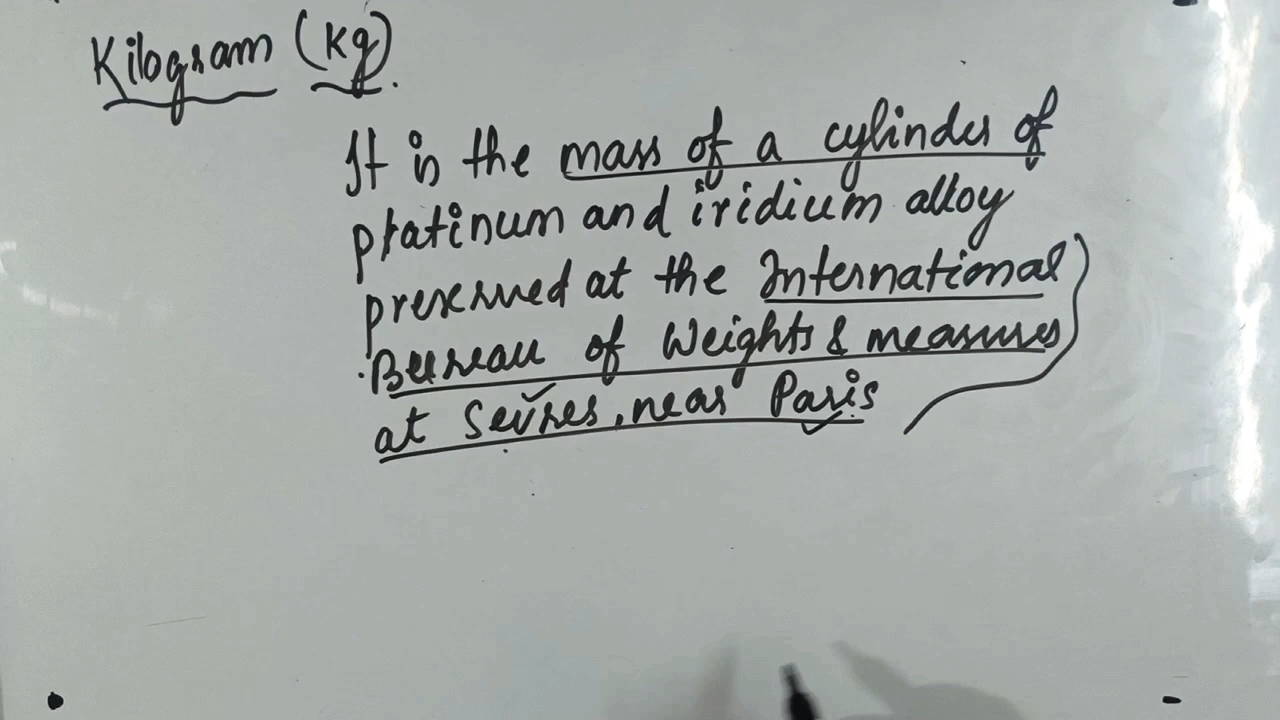 Kilogram (kg).
It is the mass of a cylinder of
platinum and iridium alloy
preserved at the International
Bureau of Weights & measures
at Sevres, near Paris